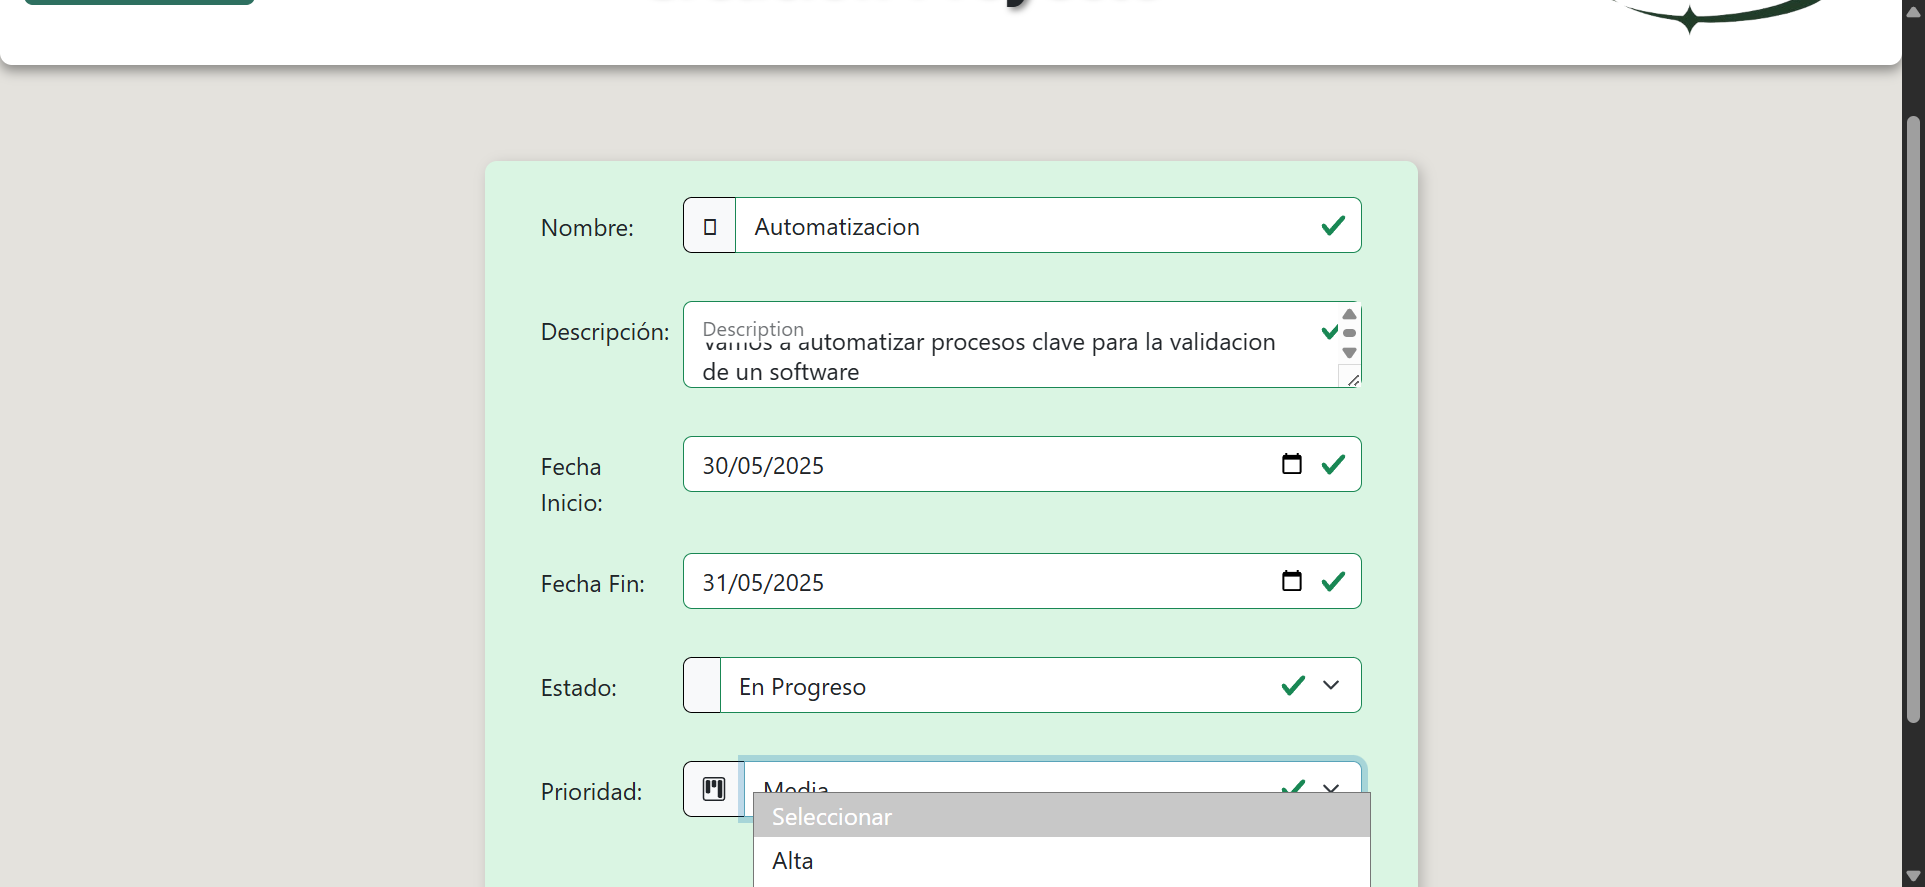 Nombre:
Automatizacion
Descripción:
Description
Vamos a automatizar procesos clave para la validacion
de un software
Fecha
Inicio:
30/05/2025
Fecha Fin:
31/05/2025
Estado:
En Progreso
Prioridad:
Media
Seleccionar
Alta